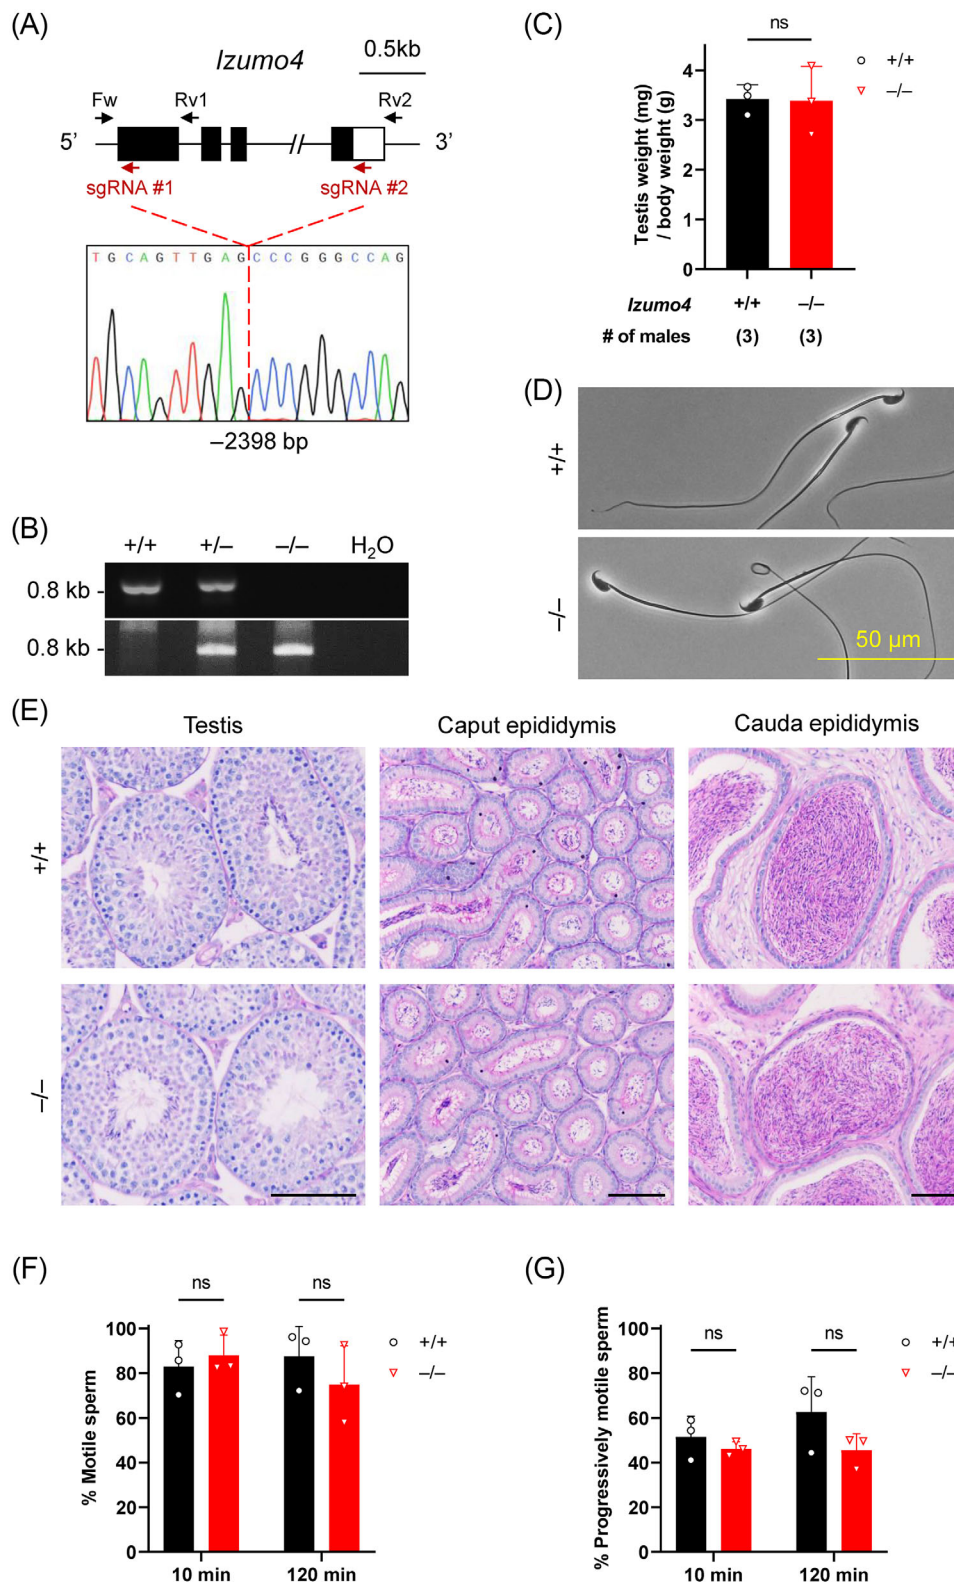 (A)
Izumo4
0.5kb
Fw
Rv1
Rv2
5’
3’
sgRNA #1
sgRNA #2
TGCAGTTGAGCCCGGGCCAG
–2398 bp
(B)
+/+ +/– –/– H2O
0.8 kb -
0.8 kb -
(C)
ns
+/+
–/–
Testis weight (mg)
/ body weight (g)
4
3
2
1
0
Izumo4 +/+ –/–
# of males (3) (3)
(D)
+/+
–/–
50 µm
(E)
Testis Caput epididymis Cauda epididymis
+/+
–/–
(F)
ns ns
+/+
–/–
% Motile sperm
100
80
60
40
20
0
10 min 120 min
(G)
ns ns
+/+
–/–
% Progressively motile sperm
100
80
60
40
20
0
10 min 120 min